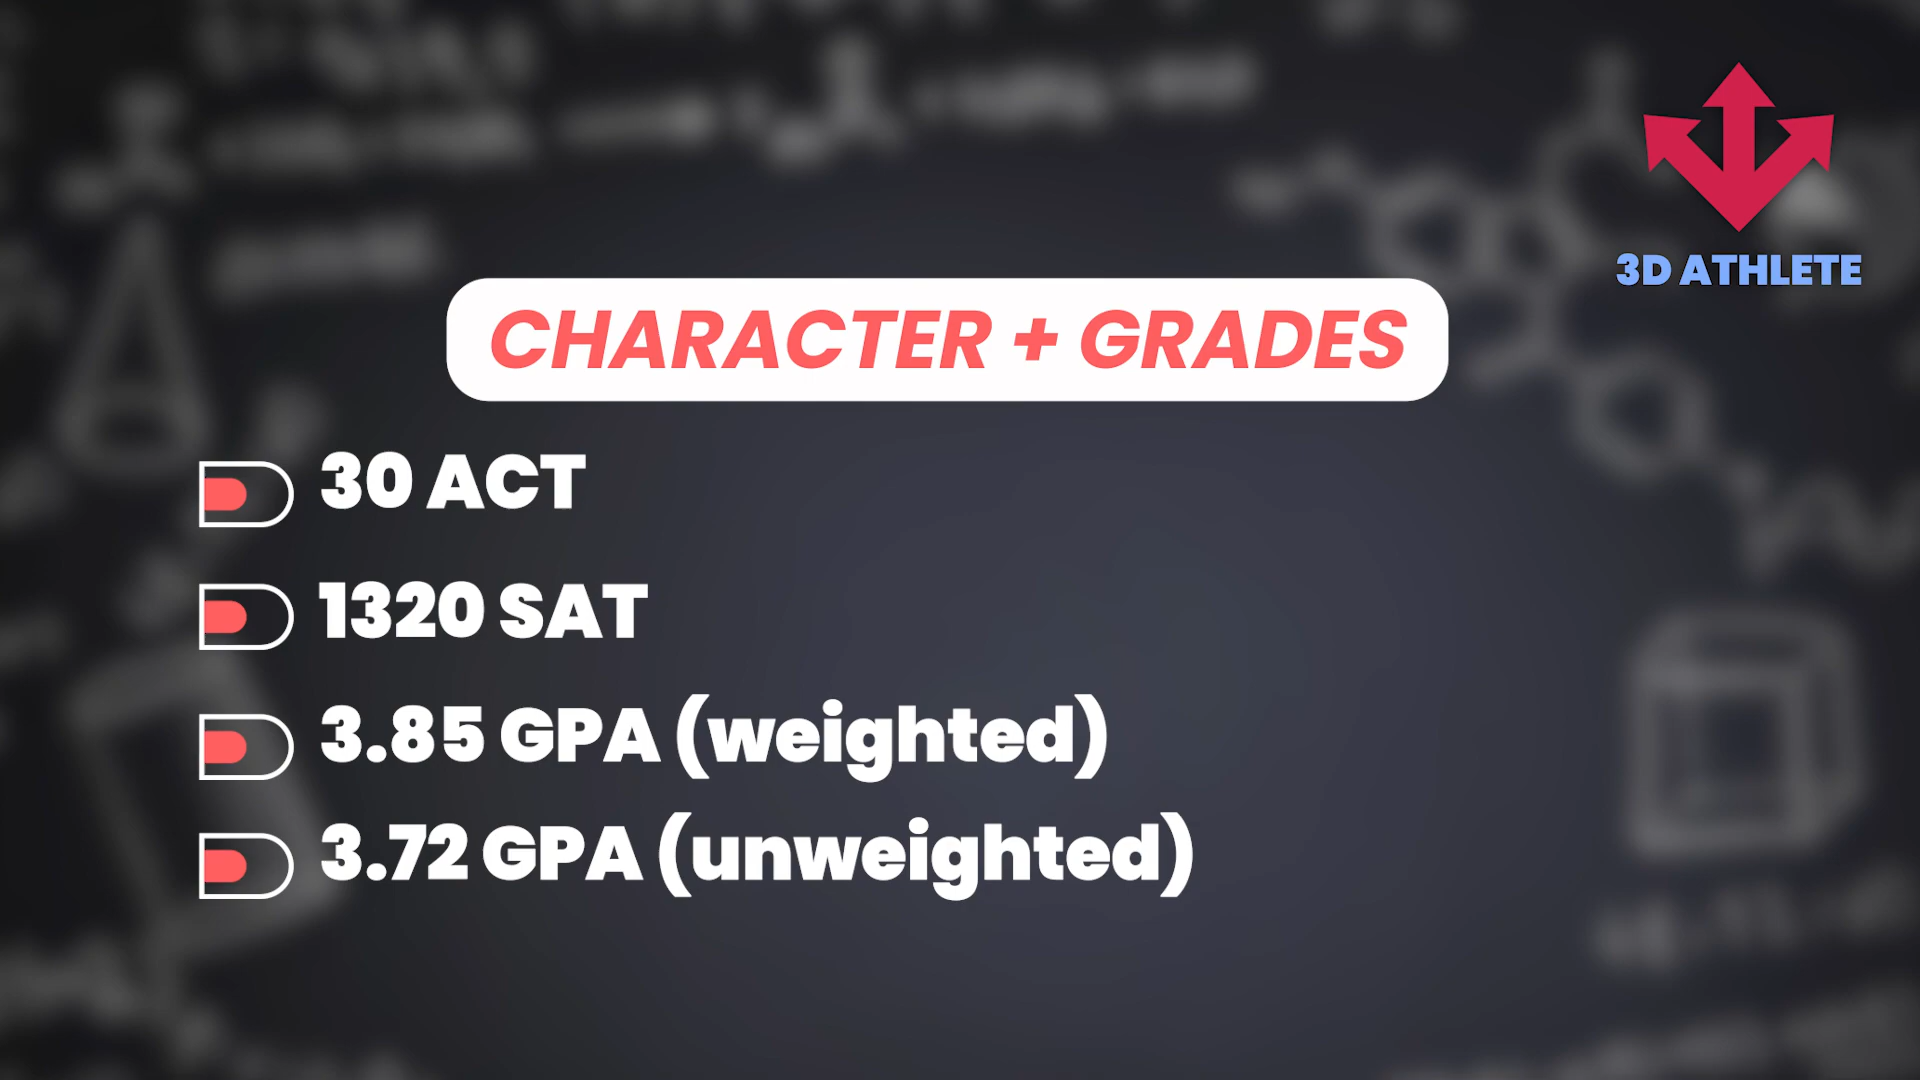 3D ATHLETE
CHARACTER + GRADES
30 ACT
1320 SAT
3.85 GPA (weighted)
3.72 GPA (unweighted)